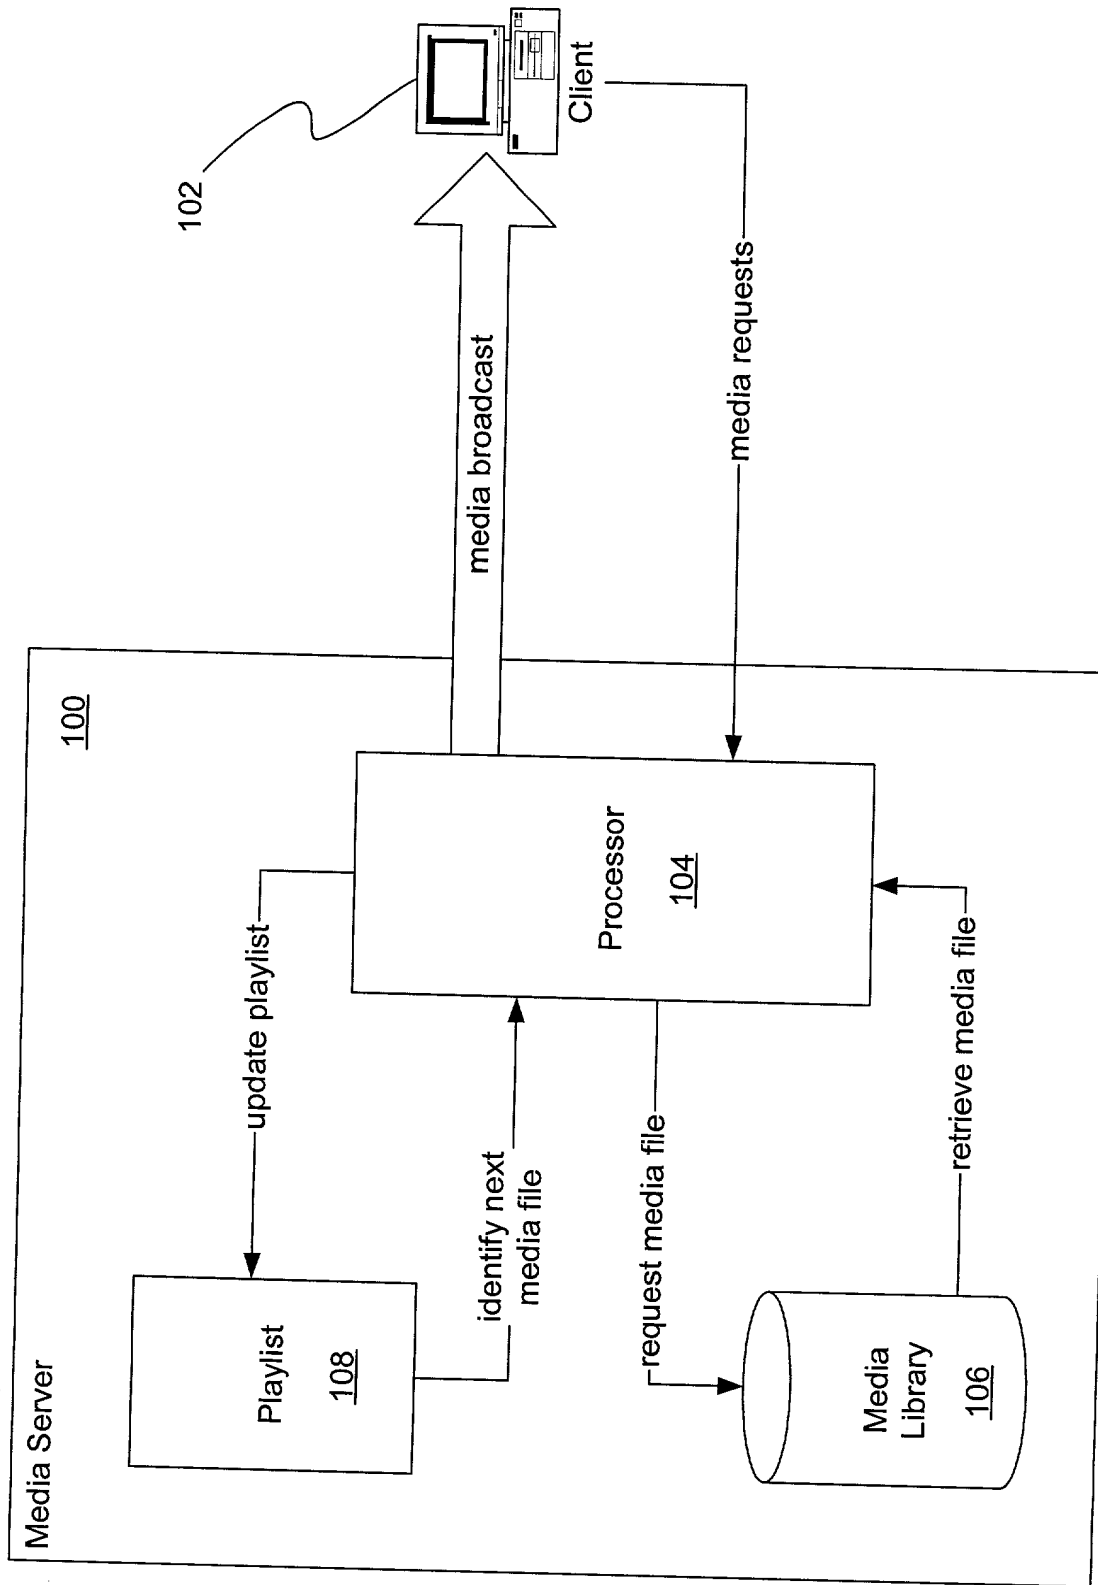 Media Server
100
102
Playlist
108
update playlist
identify next
media file
Processor
104
media broadcast
Client
media requests
request media file
Media
Library
106
retrieve media file